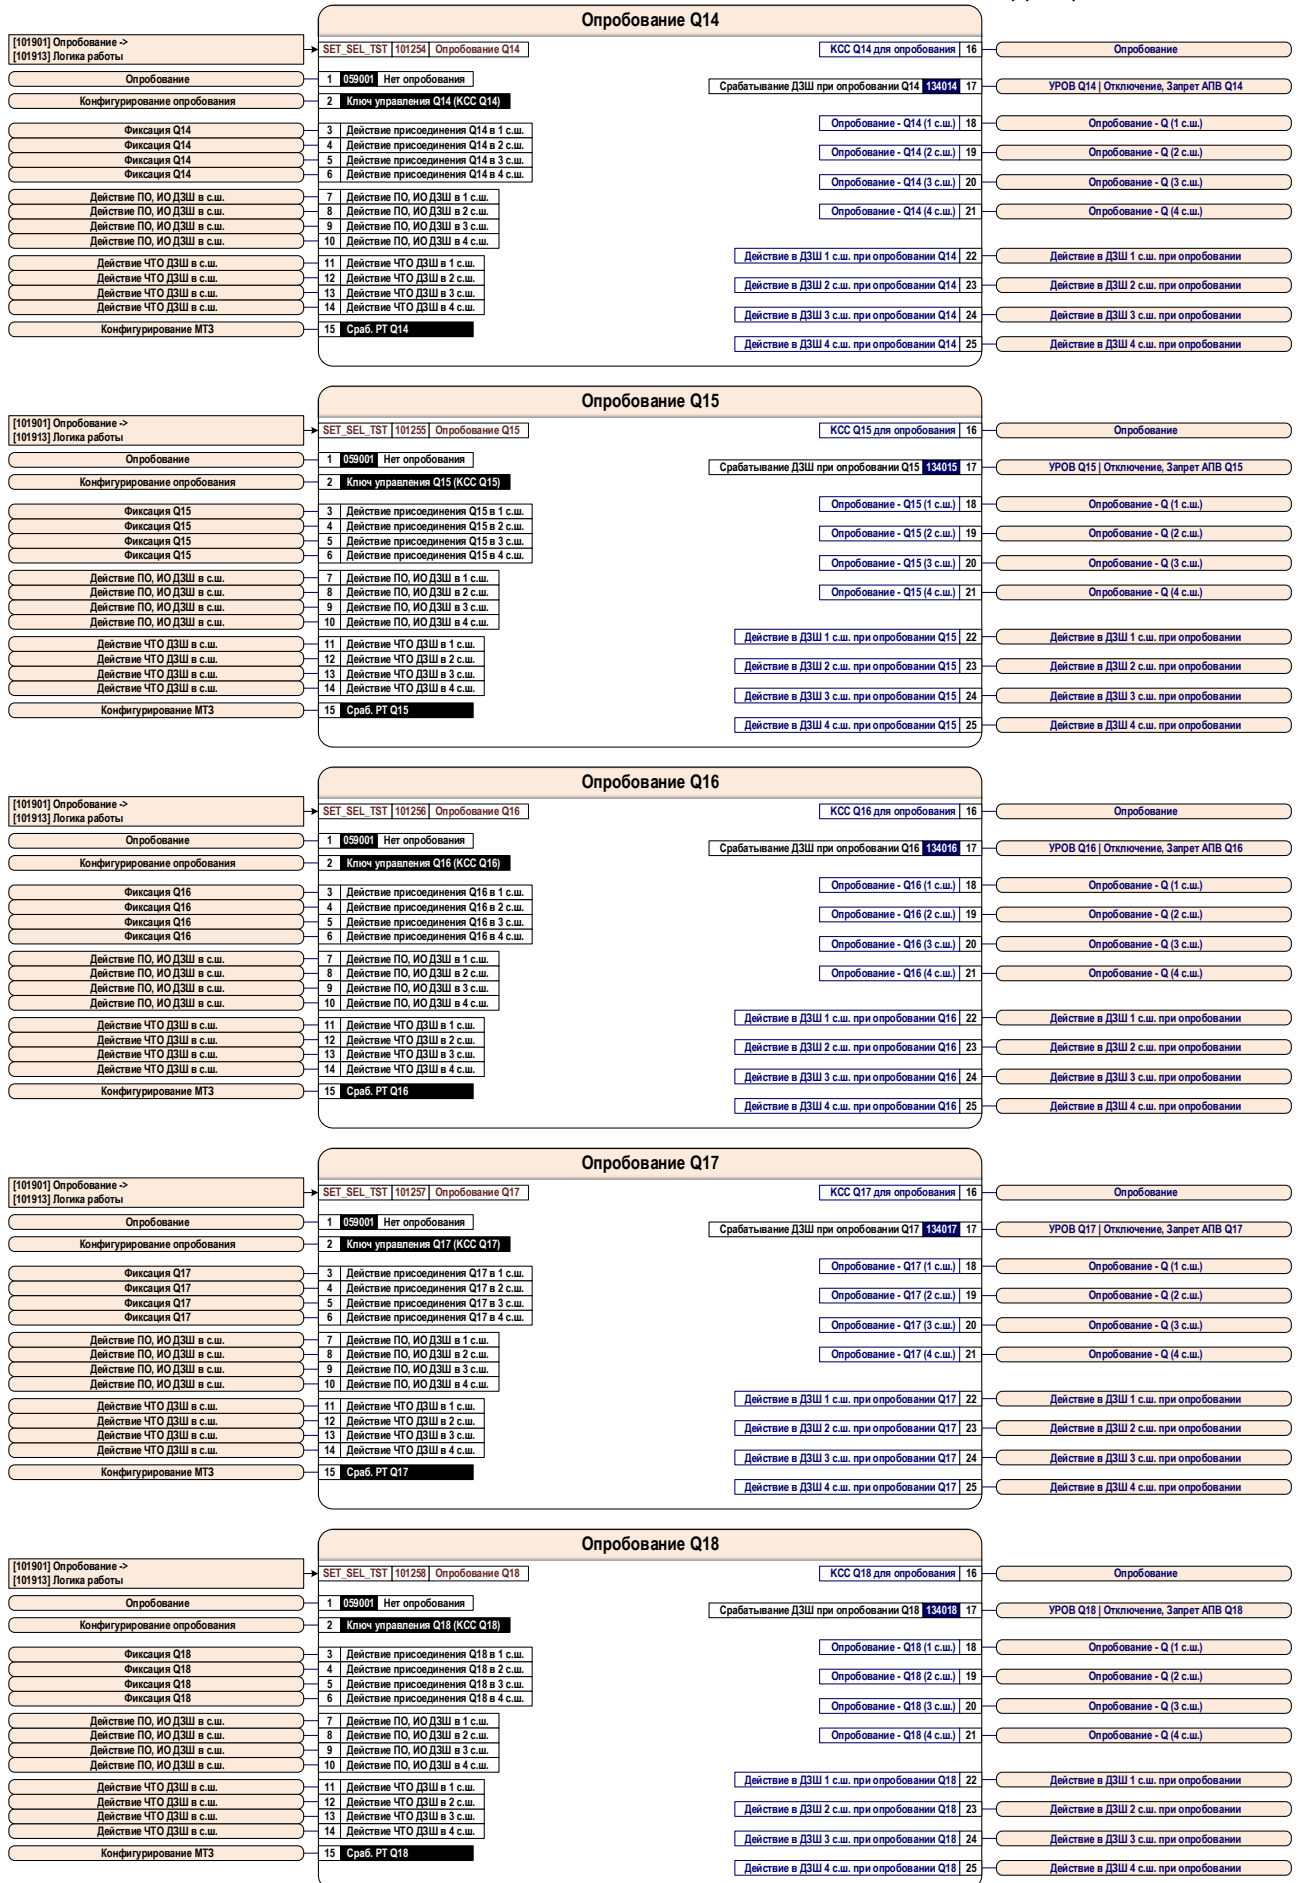 Опробование Q14
[101901] Опробование ->
[101913] Логика работы
SET_SEL_TST 101254 Опробование Q14
КСС Q14 для опробования 16 Опробование
Опробование 1 059001 Нет опробования
Срабатывание ДЗШ при опробовании Q14 134014 17 УРОВ Q14 | Отключение, Запрет АПВ Q14
Конфигурирование опробования 2 Ключ управления Q14 (КСС Q14)
Опробование - Q14 (1 с.ш.) 18 Опробование - Q (1 с.ш.)
Фиксация Q14 3 Действие присоединения Q14 в 1 с.ш.
Фиксация Q14 4 Действие присоединения Q14 в 2 с.ш.
Опробование - Q14 (2 с.ш.) 19 Опробование - Q (2 с.ш.)
Фиксация Q14 5 Действие присоединения Q14 в 3 с.ш.
Фиксация Q14 6 Действие присоединения Q14 в 4 с.ш.
Опробование - Q14 (3 с.ш.) 20 Опробование - Q (3 с.ш.)
Действие ПО, ИО ДЗШ в с.ш. 7 Действие ПО, ИО ДЗШ в 1 с.ш.
Действие ПО, ИО ДЗШ в с.ш. 8 Действие ПО, ИО ДЗШ в 2 с.ш.
Опробование - Q14 (4 с.ш.) 21 Опробование - Q (4 с.ш.)
Действие ПО, ИО ДЗШ в с.ш. 9 Действие ПО, ИО ДЗШ в 3 с.ш.
Действие ПО, ИО ДЗШ в с.ш. 10 Действие ПО, ИО ДЗШ в 4 с.ш.
Действие в ДЗШ 1 с.ш. при опробовании Q14 22 Действие в ДЗШ 1 с.ш. при опробовании
Действие ЧТО ДЗШ в с.ш. 11 Действие ЧТО ДЗШ в 1 с.ш.
Действие ЧТО ДЗШ в с.ш. 12 Действие ЧТО ДЗШ в 2 с.ш.
Действие в ДЗШ 2 с.ш. при опробовании Q14 23 Действие в ДЗШ 2 с.ш. при опробовании
Действие ЧТО ДЗШ в с.ш. 13 Действие ЧТО ДЗШ в 3 с.ш.
Действие ЧТО ДЗШ в с.ш. 14 Действие ЧТО ДЗШ в 4 с.ш.
Действие в ДЗШ 3 с.ш. при опробовании Q14 24 Действие в ДЗШ 3 с.ш. при опробовании
Конфигурирование МТЗ 15 Сраб. РТ Q14
Действие в ДЗШ 4 с.ш. при опробовании Q14 25 Действие в ДЗШ 4 с.ш. при опробовании
Опробование Q15
[101901] Опробование ->
[101913] Логика работы
SET_SEL_TST 101255 Опробование Q15
КСС Q15 для опробования 16 Опробование
Опробование 1 059001 Нет опробования
Срабатывание ДЗШ при опробовании Q15 134015 17 УРОВ Q15 | Отключение, Запрет АПВ Q15
Конфигурирование опробования 2 Ключ управления Q15 (КСС Q15)
Опробование - Q15 (1 с.ш.) 18 Опробование - Q (1 с.ш.)
Фиксация Q15 3 Действие присоединения Q15 в 1 с.ш.
Фиксация Q15 4 Действие присоединения Q15 в 2 с.ш.
Опробование - Q15 (2 с.ш.) 19 Опробование - Q (2 с.ш.)
Фиксация Q15 5 Действие присоединения Q15 в 3 с.ш.
Фиксация Q15 6 Действие присоединения Q15 в 4 с.ш.
Опробование - Q15 (3 с.ш.) 20 Опробование - Q (3 с.ш.)
Действие ПО, ИО ДЗШ в с.ш. 7 Действие ПО, ИО ДЗШ в 1 с.ш.
Действие ПО, ИО ДЗШ в с.ш. 8 Действие ПО, ИО ДЗШ в 2 с.ш.
Опробование - Q15 (4 с.ш.) 21 Опробование - Q (4 с.ш.)
Действие ПО, ИО ДЗШ в с.ш. 9 Действие ПО, ИО ДЗШ в 3 с.ш.
Действие ПО, ИО ДЗШ в с.ш. 10 Действие ПО, ИО ДЗШ в 4 с.ш.
Действие в ДЗШ 1 с.ш. при опробовании Q15 22 Действие в ДЗШ 1 с.ш. при опробовании
Действие ЧТО ДЗШ в с.ш. 11 Действие ЧТО ДЗШ в 1 с.ш.
Действие ЧТО ДЗШ в с.ш. 12 Действие ЧТО ДЗШ в 2 с.ш.
Действие в ДЗШ 2 с.ш. при опробовании Q15 23 Действие в ДЗШ 2 с.ш. при опробовании
Действие ЧТО ДЗШ в с.ш. 13 Действие ЧТО ДЗШ в 3 с.ш.
Действие ЧТО ДЗШ в с.ш. 14 Действие ЧТО ДЗШ в 4 с.ш.
Действие в ДЗШ 3 с.ш. при опробовании Q15 24 Действие в ДЗШ 3 с.ш. при опробовании
Конфигурирование МТЗ 15 Сраб. РТ Q15
Действие в ДЗШ 4 с.ш. при опробовании Q15 25 Действие в ДЗШ 4 с.ш. при опробовании
Опробование Q16
[101901] Опробование ->
[101913] Логика работы
SET_SEL_TST 101256 Опробование Q16
КСС Q16 для опробования 16 Опробование
Опробование 1 059001 Нет опробования
Срабатывание ДЗШ при опробовании Q16 134016 17 УРОВ Q16 | Отключение, Запрет АПВ Q16
Конфигурирование опробования 2 Ключ управления Q16 (КСС Q16)
Опробование - Q16 (1 с.ш.) 18 Опробование - Q (1 с.ш.)
Фиксация Q16 3 Действие присоединения Q16 в 1 с.ш.
Фиксация Q16 4 Действие присоединения Q16 в 2 с.ш.
Опробование - Q16 (2 с.ш.) 19 Опробование - Q (2 с.ш.)
Фиксация Q16 5 Действие присоединения Q16 в 3 с.ш.
Фиксация Q16 6 Действие присоединения Q16 в 4 с.ш.
Опробование - Q16 (3 с.ш.) 20 Опробование - Q (3 с.ш.)
Действие ПО, ИО ДЗШ в с.ш. 7 Действие ПО, ИО ДЗШ в 1 с.ш.
Действие ПО, ИО ДЗШ в с.ш. 8 Действие ПО, ИО ДЗШ в 2 с.ш.
Опробование - Q16 (4 с.ш.) 21 Опробование - Q (4 с.ш.)
Действие ПО, ИО ДЗШ в с.ш. 9 Действие ПО, ИО ДЗШ в 3 с.ш.
Действие ПО, ИО ДЗШ в с.ш. 10 Действие ПО, ИО ДЗШ в 4 с.ш.
Действие в ДЗШ 1 с.ш. при опробовании Q16 22 Действие в ДЗШ 1 с.ш. при опробовании
Действие ЧТО ДЗШ в с.ш. 11 Действие ЧТО ДЗШ в 1 с.ш.
Действие ЧТО ДЗШ в с.ш. 12 Действие ЧТО ДЗШ в 2 с.ш.
Действие в ДЗШ 2 с.ш. при опробовании Q16 23 Действие в ДЗШ 2 с.ш. при опробовании
Действие ЧТО ДЗШ в с.ш. 13 Действие ЧТО ДЗШ в 3 с.ш.
Действие ЧТО ДЗШ в с.ш. 14 Действие ЧТО ДЗШ в 4 с.ш.
Действие в ДЗШ 3 с.ш. при опробовании Q16 24 Действие в ДЗШ 3 с.ш. при опробовании
Конфигурирование МТЗ 15 Сраб. РТ Q16
Действие в ДЗШ 4 с.ш. при опробовании Q16 25 Действие в ДЗШ 4 с.ш. при опробовании
Опробование Q17
[101901] Опробование ->
[101913] Логика работы
SET_SEL_TST 101257 Опробование Q17
КСС Q17 для опробования 16 Опробование
Опробование 1 059001 Нет опробования
Срабатывание ДЗШ при опробовании Q17 134017 17 УРОВ Q17 | Отключение, Запрет АПВ Q17
Конфигурирование опробования 2 Ключ управления Q17 (КСС Q17)
Опробование - Q17 (1 с.ш.) 18 Опробование - Q (1 с.ш.)
Фиксация Q17 3 Действие присоединения Q17 в 1 с.ш.
Фиксация Q17 4 Действие присоединения Q17 в 2 с.ш.
Опробование - Q17 (2 с.ш.) 19 Опробование - Q (2 с.ш.)
Фиксация Q17 5 Действие присоединения Q17 в 3 с.ш.
Фиксация Q17 6 Действие присоединения Q17 в 4 с.ш.
Опробование - Q17 (3 с.ш.) 20 Опробование - Q (3 с.ш.)
Действие ПО, ИО ДЗШ в с.ш. 7 Действие ПО, ИО ДЗШ в 1 с.ш.
Действие ПО, ИО ДЗШ в с.ш. 8 Действие ПО, ИО ДЗШ в 2 с.ш.
Опробование - Q17 (4 с.ш.) 21 Опробование - Q (4 с.ш.)
Действие ПО, ИО ДЗШ в с.ш. 9 Действие ПО, ИО ДЗШ в 3 с.ш.
Действие ПО, ИО ДЗШ в с.ш. 10 Действие ПО, ИО ДЗШ в 4 с.ш.
Действие в ДЗШ 1 с.ш. при опробовании Q17 22 Действие в ДЗШ 1 с.ш. при опробовании
Действие ЧТО ДЗШ в с.ш. 11 Действие ЧТО ДЗШ в 1 с.ш.
Действие ЧТО ДЗШ в с.ш. 12 Действие ЧТО ДЗШ в 2 с.ш.
Действие в ДЗШ 2 с.ш. при опробовании Q17 23 Действие в ДЗШ 2 с.ш. при опробовании
Действие ЧТО ДЗШ в с.ш. 13 Действие ЧТО ДЗШ в 3 с.ш.
Действие ЧТО ДЗШ в с.ш. 14 Действие ЧТО ДЗШ в 4 с.ш.
Действие в ДЗШ 3 с.ш. при опробовании Q17 24 Действие в ДЗШ 3 с.ш. при опробовании
Конфигурирование МТЗ 15 Сраб. РТ Q17
Действие в ДЗШ 4 с.ш. при опробовании Q17 25 Действие в ДЗШ 4 с.ш. при опробовании
Опробование Q18
[101901] Опробование ->
[101913] Логика работы
SET_SEL_TST 101258 Опробование Q18
КСС Q18 для опробования 16 Опробование
Опробование 1 059001 Нет опробования
Срабатывание ДЗШ при опробовании Q18 134018 17 УРОВ Q18 | Отключение, Запрет АПВ Q18
Конфигурирование опробования 2 Ключ управления Q18 (КСС Q18)
Опробование - Q18 (1 с.ш.) 18 Опробование - Q (1 с.ш.)
Фиксация Q18 3 Действие присоединения Q18 в 1 с.ш.
Фиксация Q18 4 Действие присоединения Q18 в 2 с.ш.
Опробование - Q18 (2 с.ш.) 19 Опробование - Q (2 с.ш.)
Фиксация Q18 5 Действие присоединения Q18 в 3 с.ш.
Фиксация Q18 6 Действие присоединения Q18 в 4 с.ш.
Опробование - Q18 (3 с.ш.) 20 Опробование - Q (3 с.ш.)
Действие ПО, ИО ДЗШ в с.ш. 7 Действие ПО, ИО ДЗШ в 1 с.ш.
Действие ПО, ИО ДЗШ в с.ш. 8 Действие ПО, ИО ДЗШ в 2 с.ш.
Опробование - Q18 (4 с.ш.) 21 Опробование - Q (4 с.ш.)
Действие ПО, ИО ДЗШ в с.ш. 9 Действие ПО, ИО ДЗШ в 3 с.ш.
Действие ПО, ИО ДЗШ в с.ш. 10 Действие ПО, ИО ДЗШ в 4 с.ш.
Действие в ДЗШ 1 с.ш. при опробовании Q18 22 Действие в ДЗШ 1 с.ш. при опробовании
Действие ЧТО ДЗШ в с.ш. 11 Действие ЧТО ДЗШ в 1 с.ш.
Действие ЧТО ДЗШ в с.ш. 12 Действие ЧТО ДЗШ в 2 с.ш.
Действие в ДЗШ 2 с.ш. при опробовании Q18 23 Действие в ДЗШ 2 с.ш. при опробовании
Действие ЧТО ДЗШ в с.ш. 13 Действие ЧТО ДЗШ в 3 с.ш.
Действие ЧТО ДЗШ в с.ш. 14 Действие ЧТО ДЗШ в 4 с.ш.
Действие в ДЗШ 3 с.ш. при опробовании Q18 24 Действие в ДЗШ 3 с.ш. при опробовании
Конфигурирование МТЗ 15 Сраб. РТ Q18
Действие в ДЗШ 4 с.ш. при опробовании Q18 25 Действие в ДЗШ 4 с.ш. при опробовании